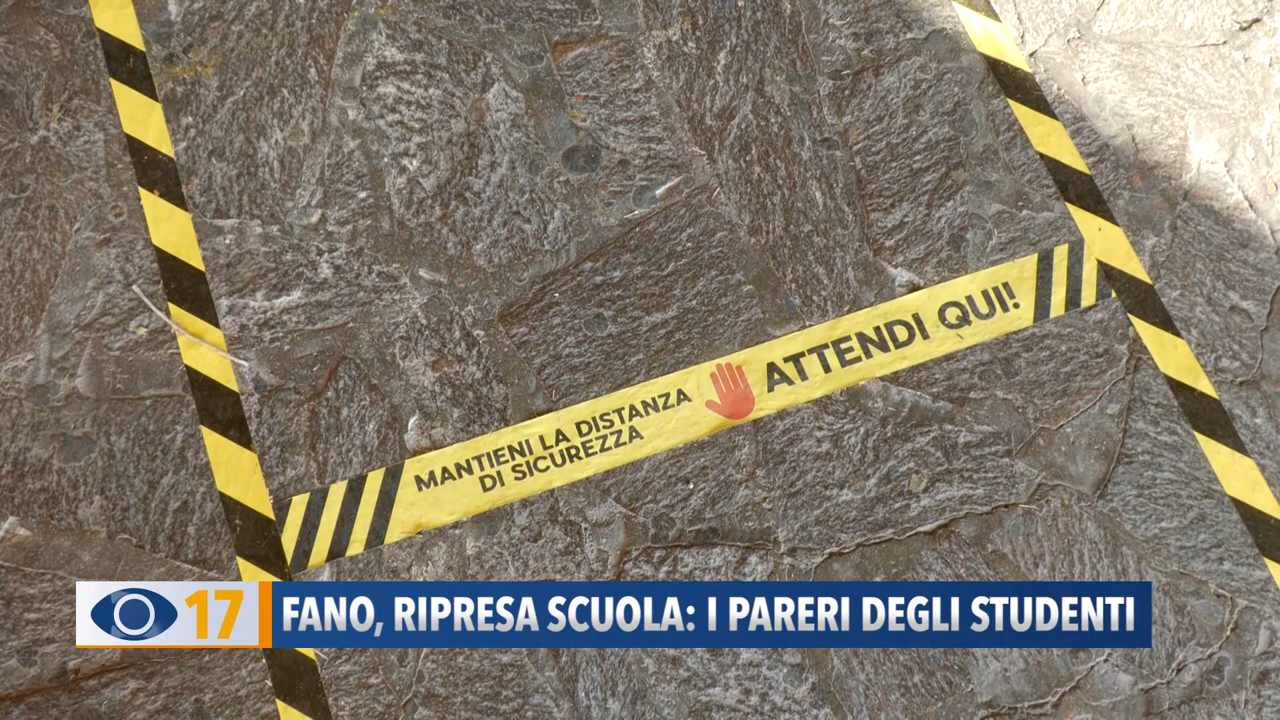 MANTIENI LA DISTANZA
DI SICUREZZA
ATTENDI QUI!
17
FANO, RIPRESA SCUOLA: I PARERI DEGLI STUDENTI